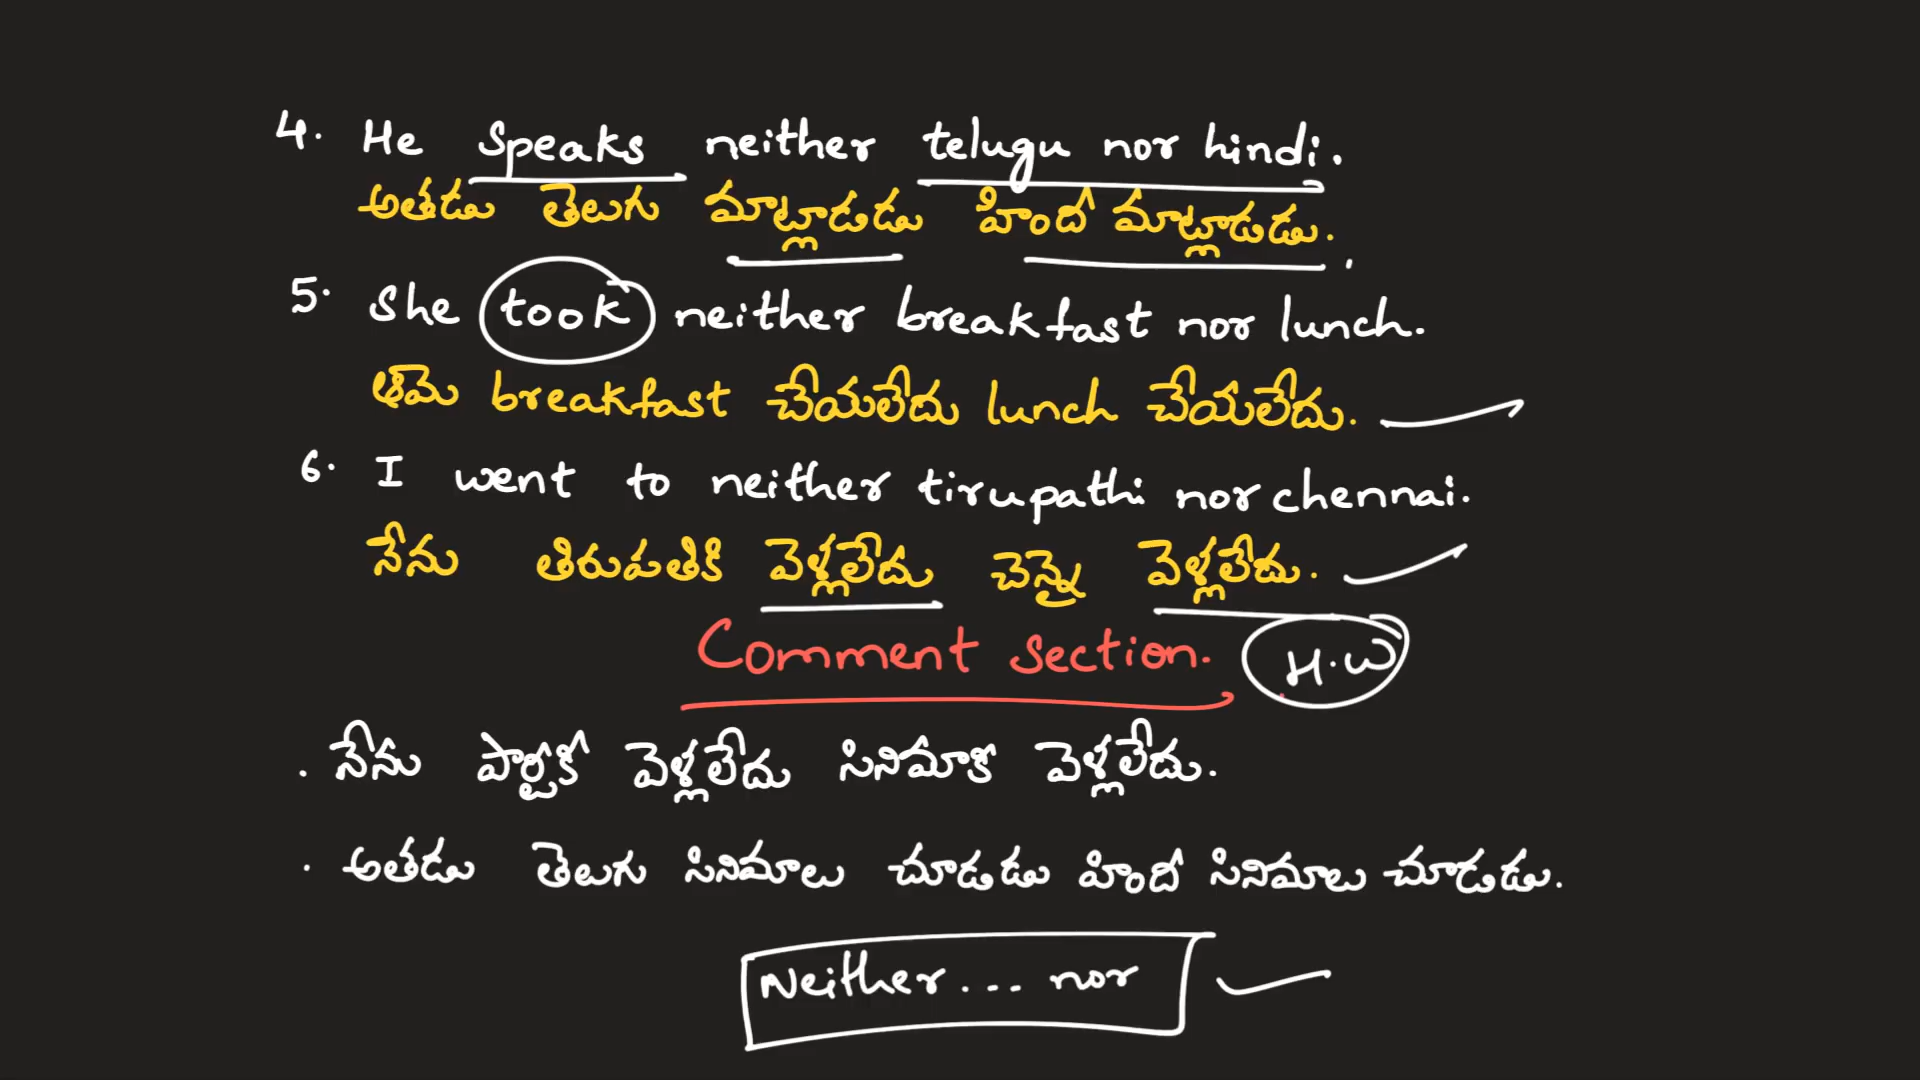 4. He speaks neither telugu nor hindi.
అతడు తెలుగు మాట్లాడడు హిందీ మాట్లాడడు.
5. She took neither breakfast nor lunch.
ఆమె breakfast చేయలేదు lunch చేయలేదు.
6. I went to neither tirupathi nor chennai.
నేను తిరుపతికి వెళ్లలేదు చెన్నై వెళ్లలేదు.
Comment section. H.W
. నేను పార్టీకి వెళ్లలేదు సినిమాకి వెళ్లలేదు.
. అతడు తెలుగు సినిమాలు చూడడు హిందీ సినిమాలు చూడడు.
Neither... nor